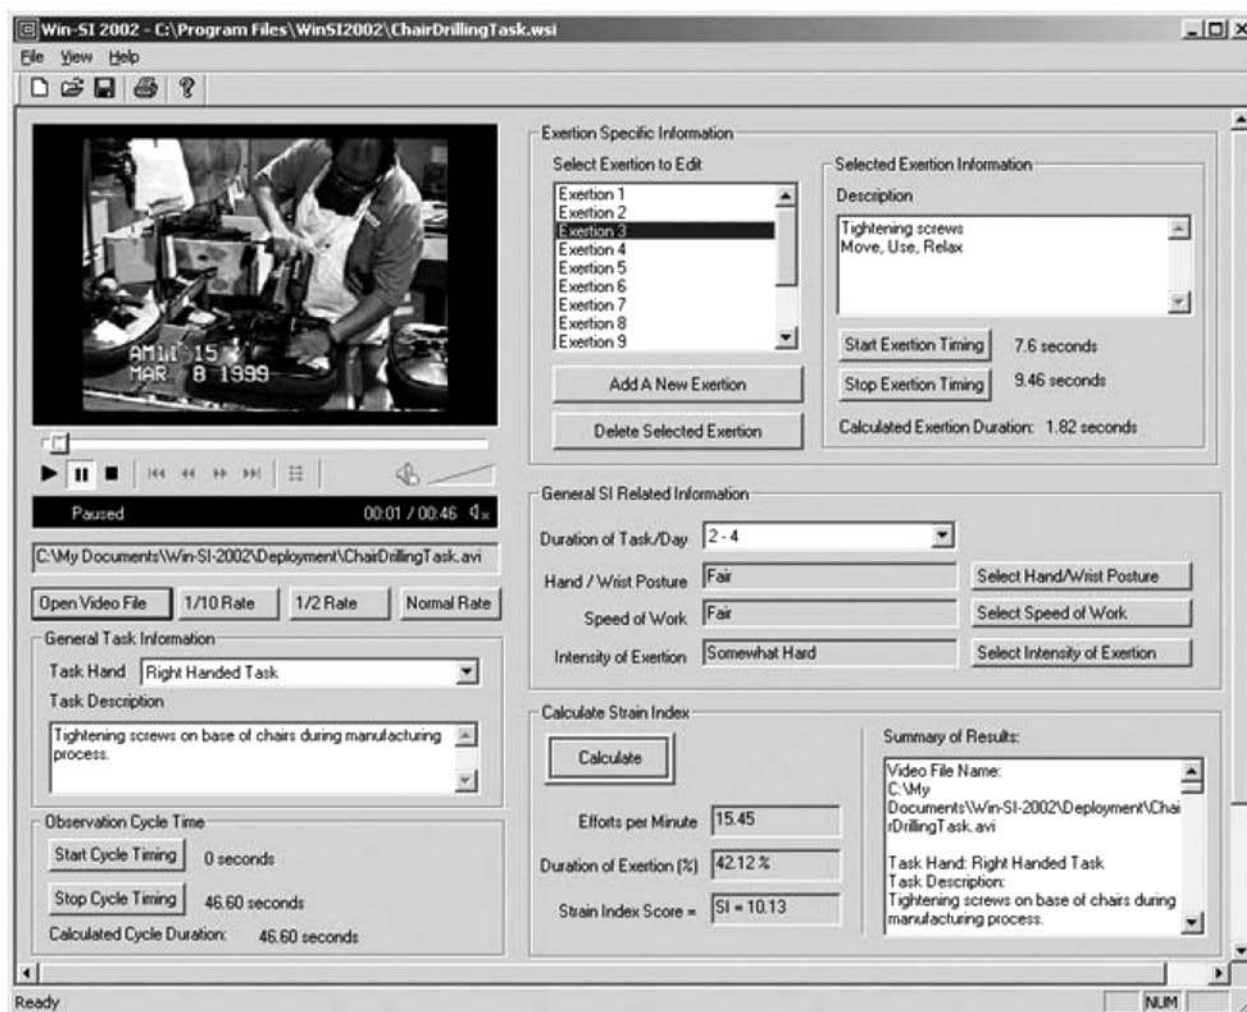 Win-SI 2002 - C:\Program Files\WinSI2002\ChairDrillingTask.wsi
File View Help
AM11 15
MAR 8 1999
Paused 00:01 / 00:46
C:\My Documents\Win-SI-2002\Deployment\ChairDrillingTask.avi
Open Video File 1/10 Rate 1/2 Rate Normal Rate
General Task Information
Task Hand Right Handed Task
Task Description
Tightening screws on base of chairs during manufacturing
process.
Observation Cycle Time
Start Cycle Timing 0 seconds
Stop Cycle Timing 46.60 seconds
Calculated Cycle Duration: 46.60 seconds
Exertion Specific Information
Select Exertion to Edit
Exertion 1
Exertion 2
Exertion 3
Exertion 4
Exertion 5
Exertion 6
Exertion 7
Exertion 8
Exertion 9
Add A New Exertion
Delete Selected Exertion
Selected Exertion Information
Description
Tightening screws
Move, Use, Relax
Start Exertion Timing 7.6 seconds
Stop Exertion Timing 9.46 seconds
Calculated Exertion Duration: 1.82 seconds
General SI Related Information
Duration of Task/Day 2 - 4
Hand / Wrist Posture Fair Select Hand/Wrist Posture
Speed of Work Fair Select Speed of Work
Intensity of Exertion Somewhat Hard Select Intensity of Exertion
Calculate Strain Index
Calculate
Efforts per Minute 15.45
Duration of Exertion (%) 42.12 %
Strain Index Score = SI = 10.13
Summary of Results:
Video File Name:
C:\My
Documents\Win-SI-2002\Deployment\Chai
rDrillingTask.avi
Task Hand: Right Handed Task
Task Description:
Tightening screws on base of chairs during
manufacturing process.
Ready NUM